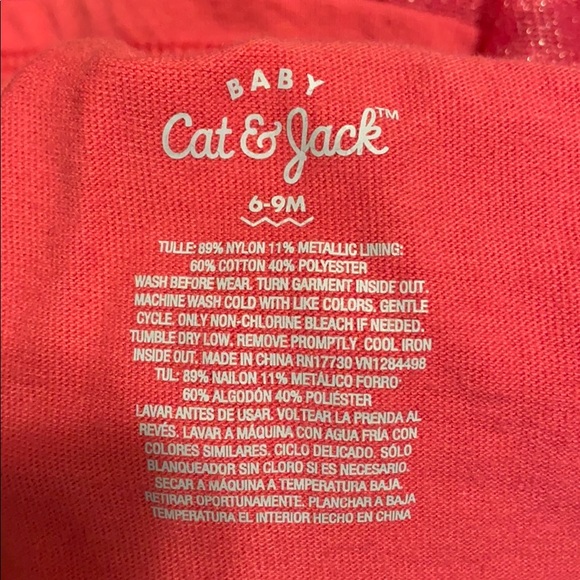 BABY
Cat & Jack™
6-9M
TULLE: 89% NYLON 11% METALLIC LINING:
60% COTTON 40% POLYESTER
WASH BEFORE WEAR. TURN GARMENT INSIDE OUT.
MACHINE WASH COLD WITH LIKE COLORS, GENTLE
CYCLE. ONLY NON-CHLORINE BLEACH IF NEEDED.
TUMBLE DRY LOW, REMOVE PROMPTLY. COOL IRON
INSIDE OUT. MADE IN CHINA RN17730 VN1284498
TUL: 89% NAILON 11% METÁLICO FORRO:
60% ALGODÓN 40% POLIÉSTER
LAVAR ANTES DE USAR. VOLTEAR LA PRENDA AL
REVÉS. LAVAR A MÁQUINA CON AGUA FRÍA CON
COLORES SIMILARES, CICLO DELICADO. SÓLO
BLANQUEADOR SIN CLORO SI ES NECESARIO.
SECAR A MÁQUINA A TEMPERATURA BAJA.
RETIRAR OPORTUNAMENTE. PLANCHAR A BAJA
TEMPERATURA EL INTERIOR HECHO EN CHINA